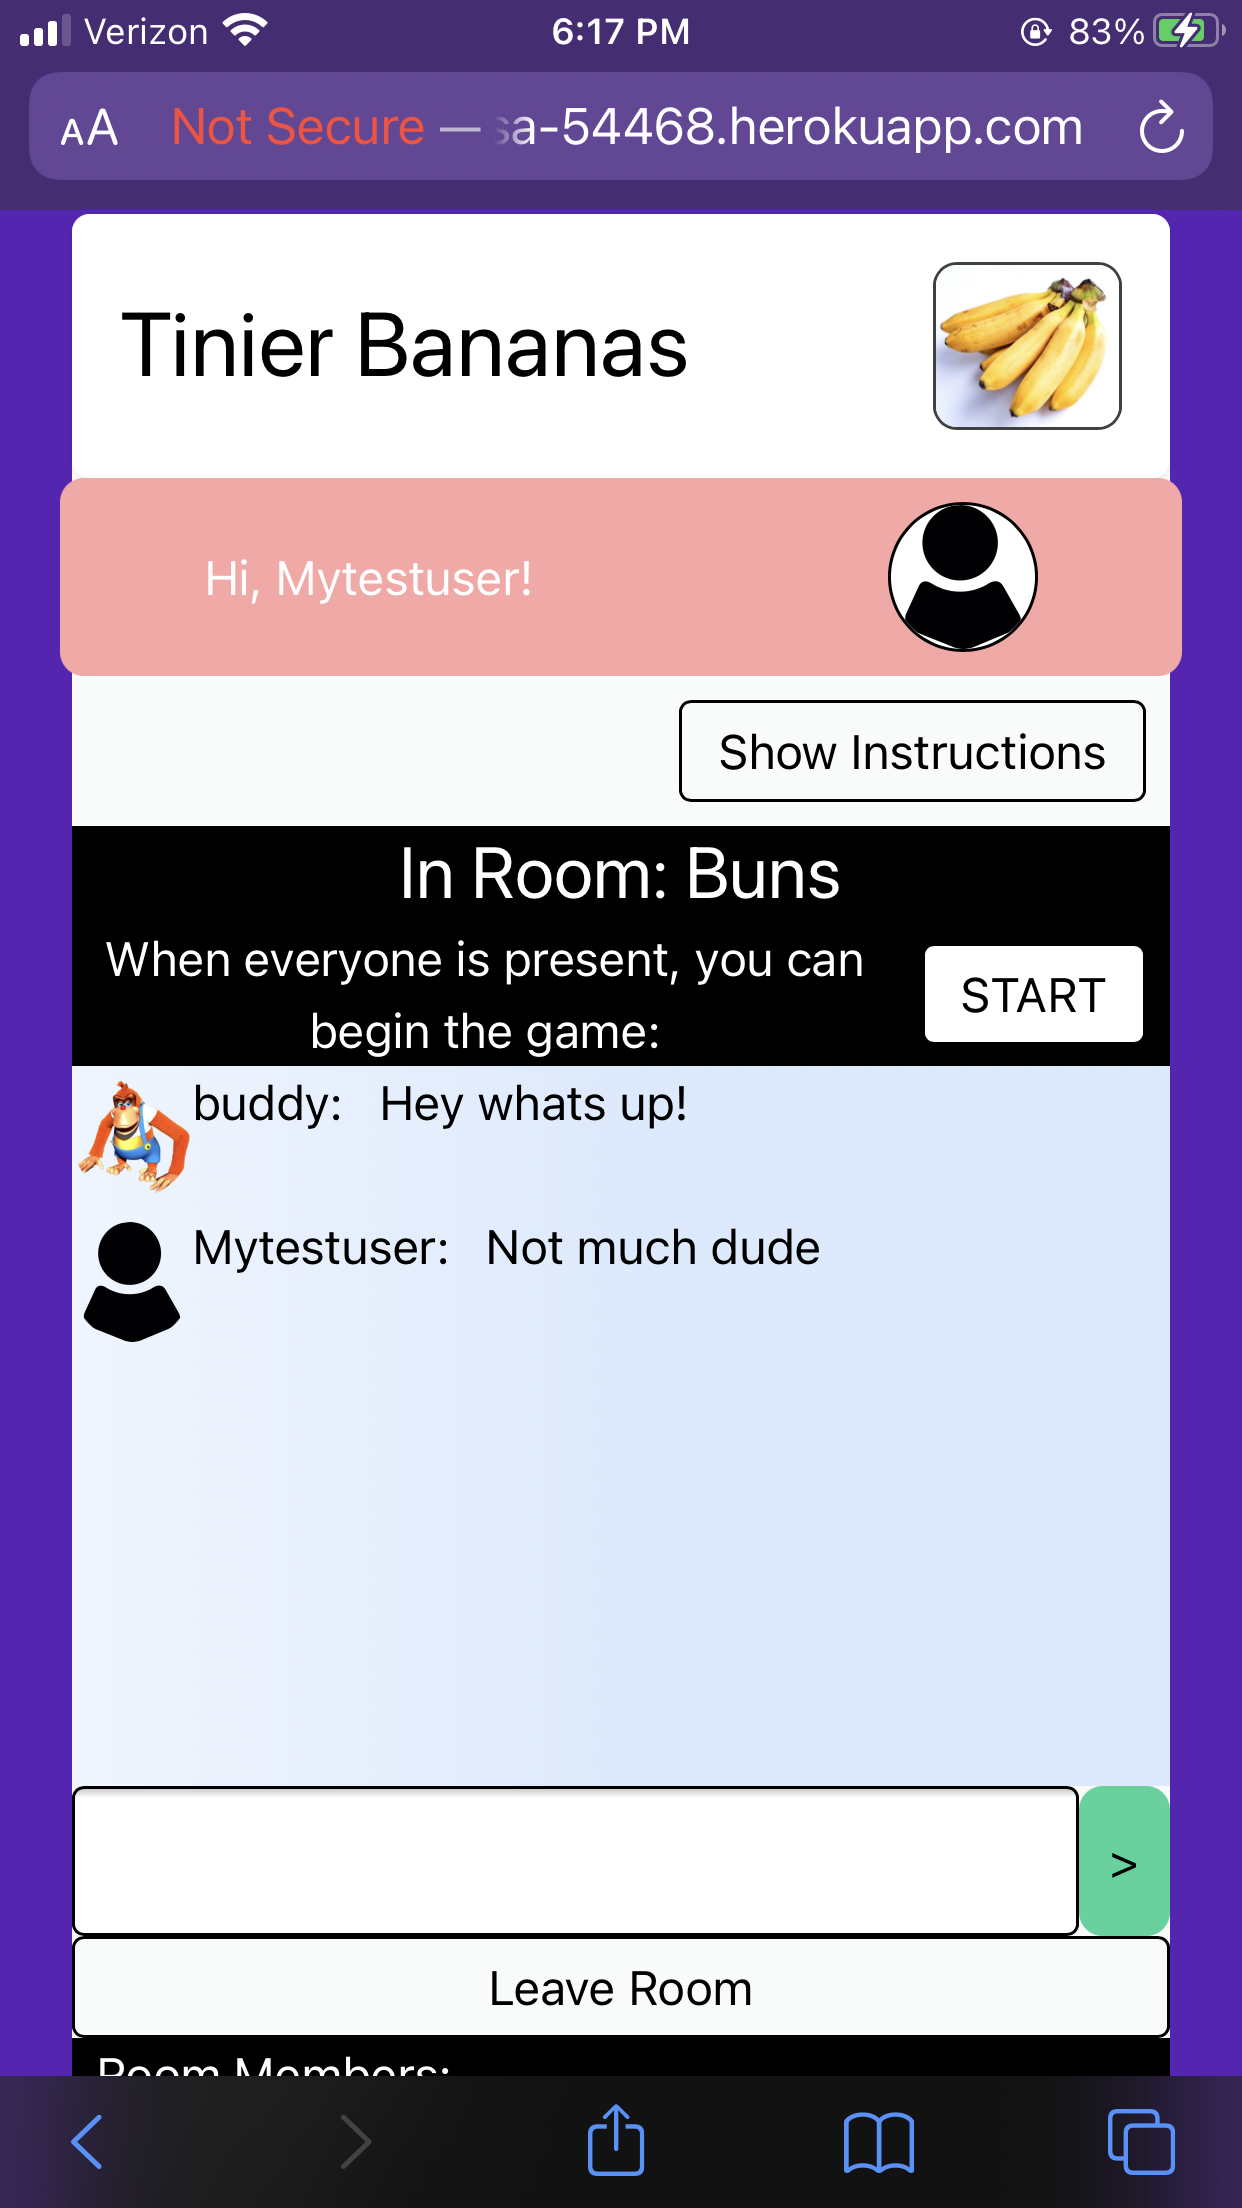 Verizon 6:17 PM 83%
AA Not Secure — sa-54468.herokuapp.com
Tinier Bananas
Hi, Mytestuser!
Show Instructions
In Room: Buns
When everyone is present, you can
begin the game:
START
buddy: Hey whats up!
Mytestuser: Not much dude
>
Leave Room
Room Members: